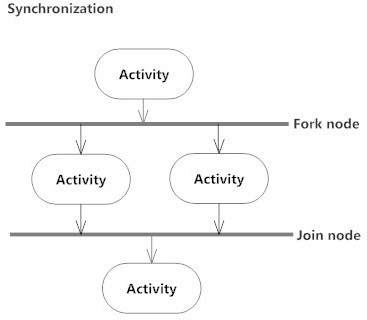 Synchronization
Activity
Fork node
Activity
Activity
Join node
Activity